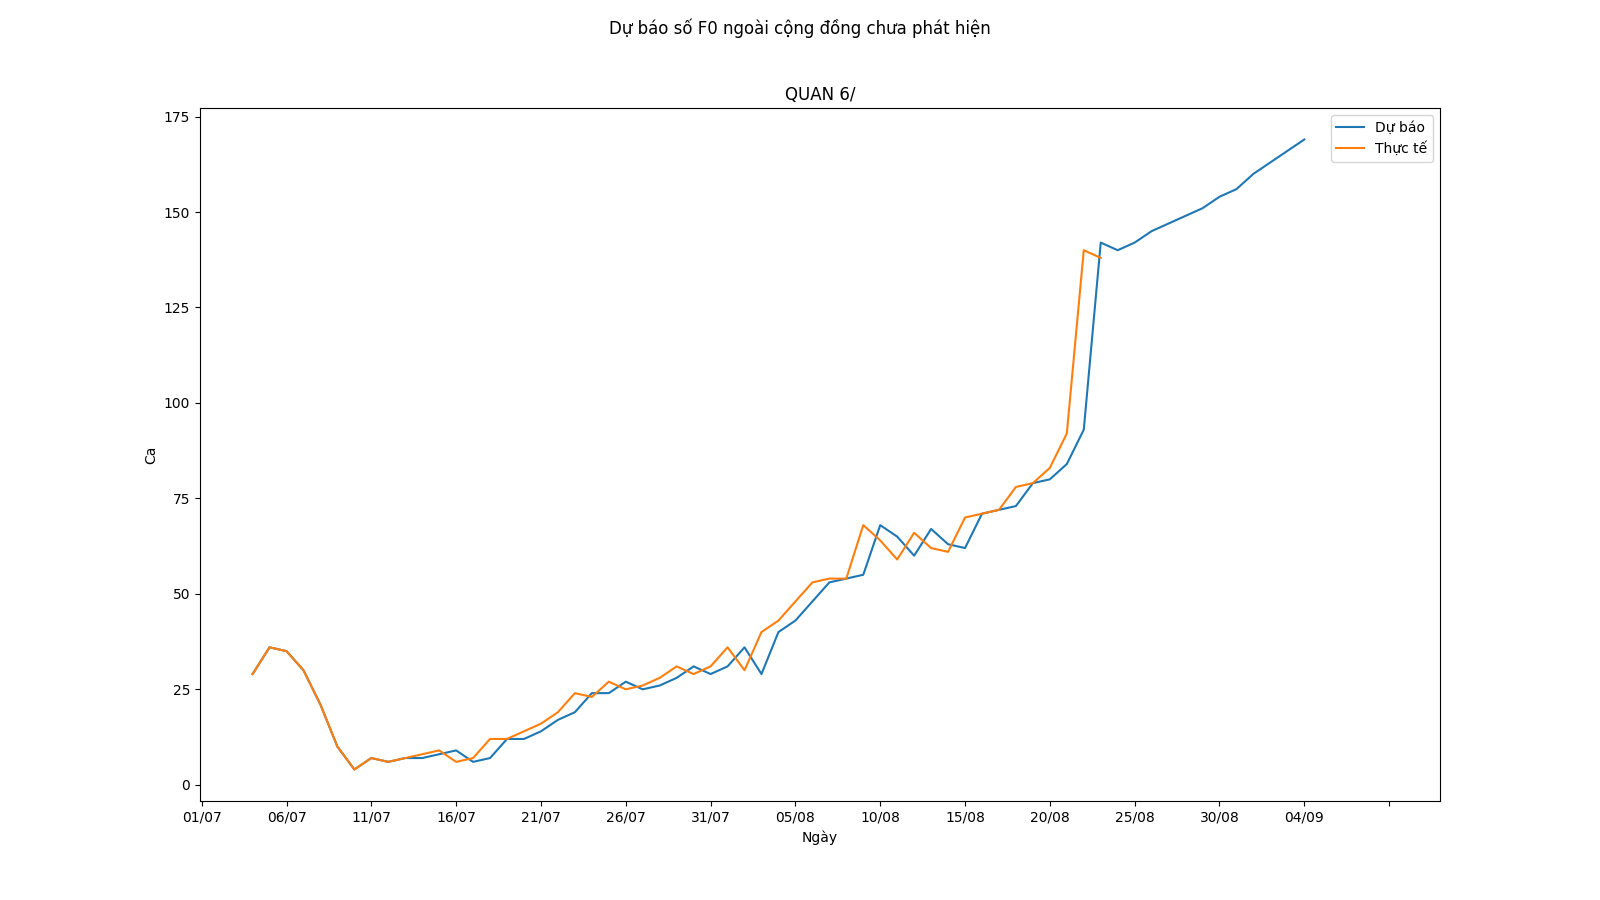 Dự báo số F0 ngoài cộng đồng chưa phát hiện
QUAN 6/
175
150
125
100
75
50
25
0
Ca
Dự báo
Thực tế
01/07 06/07 11/07 16/07 21/07 26/07 31/07 05/08 10/08 15/08 20/08 25/08 30/08 04/09
Ngày